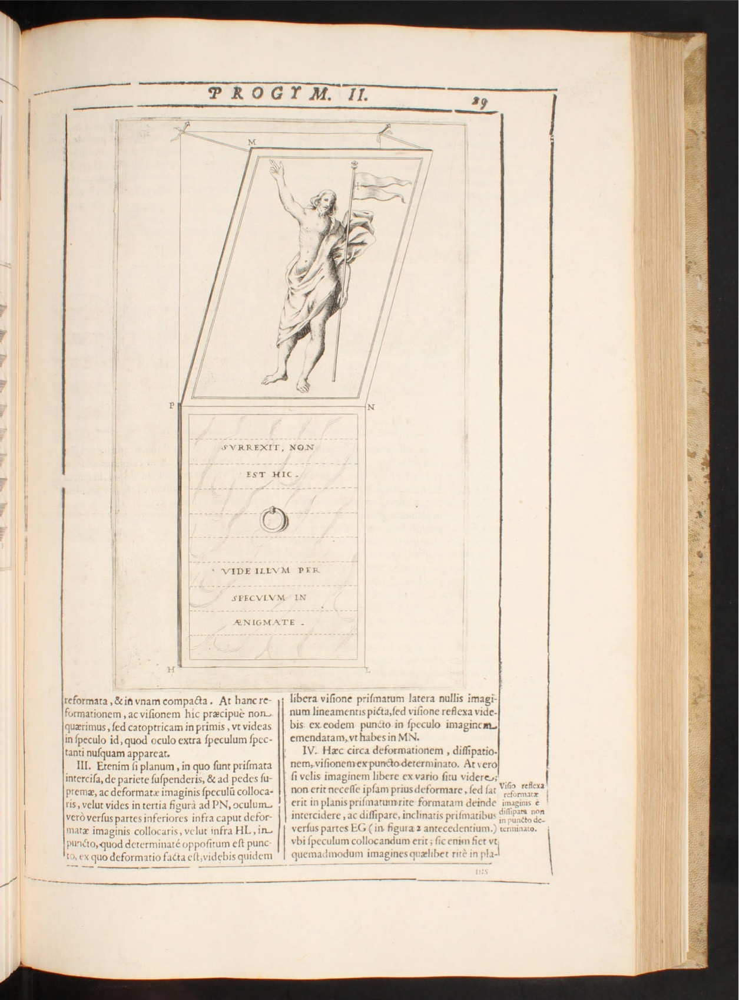 PROGYM. II.
29
M
P
N
SVRREXIT, NON
EST HIC.
VIDE ILLVM PER
SPECVLVM IN
ÆNIGMATE.
H
L
reformata, & in vnam compacta. At hanc re-
formationem, ac visionem hìc præcipuè non
quærimus, sed catoptricam in primis, vt videas
in speculo id, quod oculo extra speculum spec-
tanti nusquam appareat.
III. Etenim si planum, in quo sunt prismata
intercisa, de pariete suspenderis, & ad pedes su-
premæ, ac deformatæ imaginis speculũ colloca-
ris, velut vides in tertia figurà ad PN, oculum
verò versus partes inferiores infra caput defor-
matæ imaginis collocaris, velut infra HL, in
puncto, quod determinaté oppositum est punc-
to, ex quo deformatio facta est; videbis quidem
libera visione prismatum latera nullis imagi-
num lineamentis picta, sed visione reflexa vide-
bis ex eodem puncto in speculo imaginem
emendatam, vt habes in MN.
IV. Hæc circa deformationem, dissipatio-
nem, visionem ex puncto determinato. At vero
si velis imaginem libere ex vario situ videre;
non erit necesse ipsam prius deformare, sed sat
erit in planis prismatum rite formatam deinde
intercidere, ac dissipare, inclinatis prismatibus
versus partes EG (in figura 2 antecedentium.)
vbi speculum collocandum erit; sic enim fiet vt
quemadmodum imagines quælibet ritè in pla-
Visio reflexa
reformatæ
imaginis è
dissipata non
in puncto de-
terminato.
nis